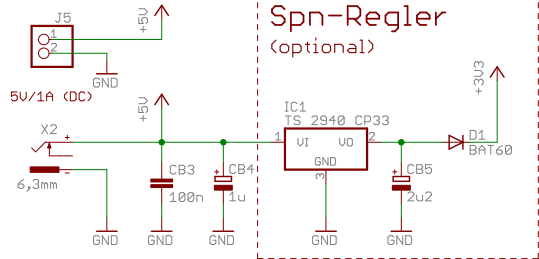 Spn-Regler
(optional)
J5
1
2
+5V
GND
5V/1A (DC)
+5V
+3V3
X2
+
-
6,3mm
GND
CB3
100n
GND
+
CB4
1u
GND
IC1
TS 2940 CP33
1
VI
VO
2
GND
3
GND
+
CB5
2u2
GND
D1
BAT60